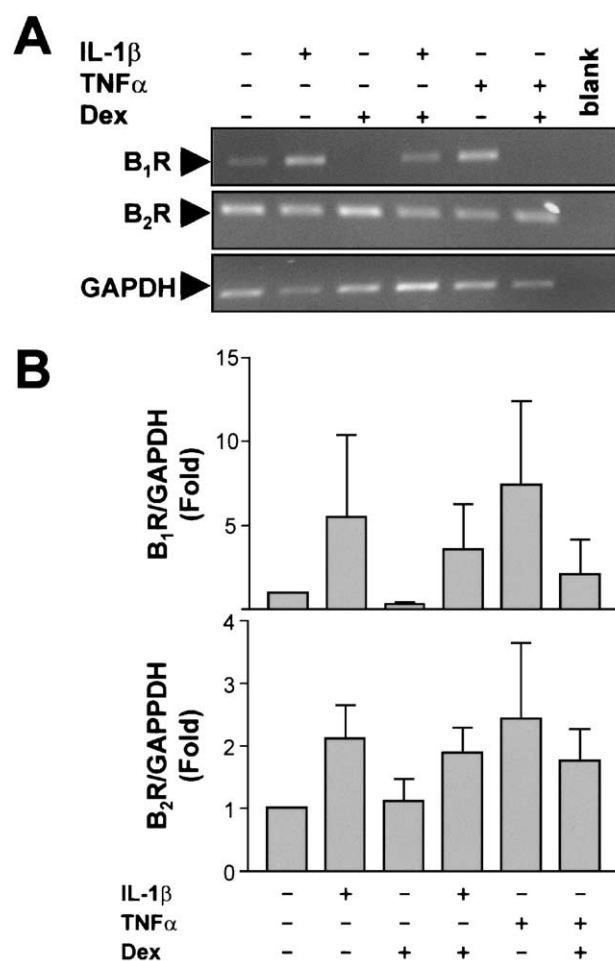 A
IL-1β - + - + - -
TNFα - - - - + +
Dex - - + + - +
blank
B₁R
B₂R
GAPDH
B
15
10
5
B₁R/GAPDH
(Fold)
4
3
2
1
0
B₂R/GAPPDH
(Fold)
IL-1β - + - + - -
TNFα - - - - + +
Dex - - + + - +